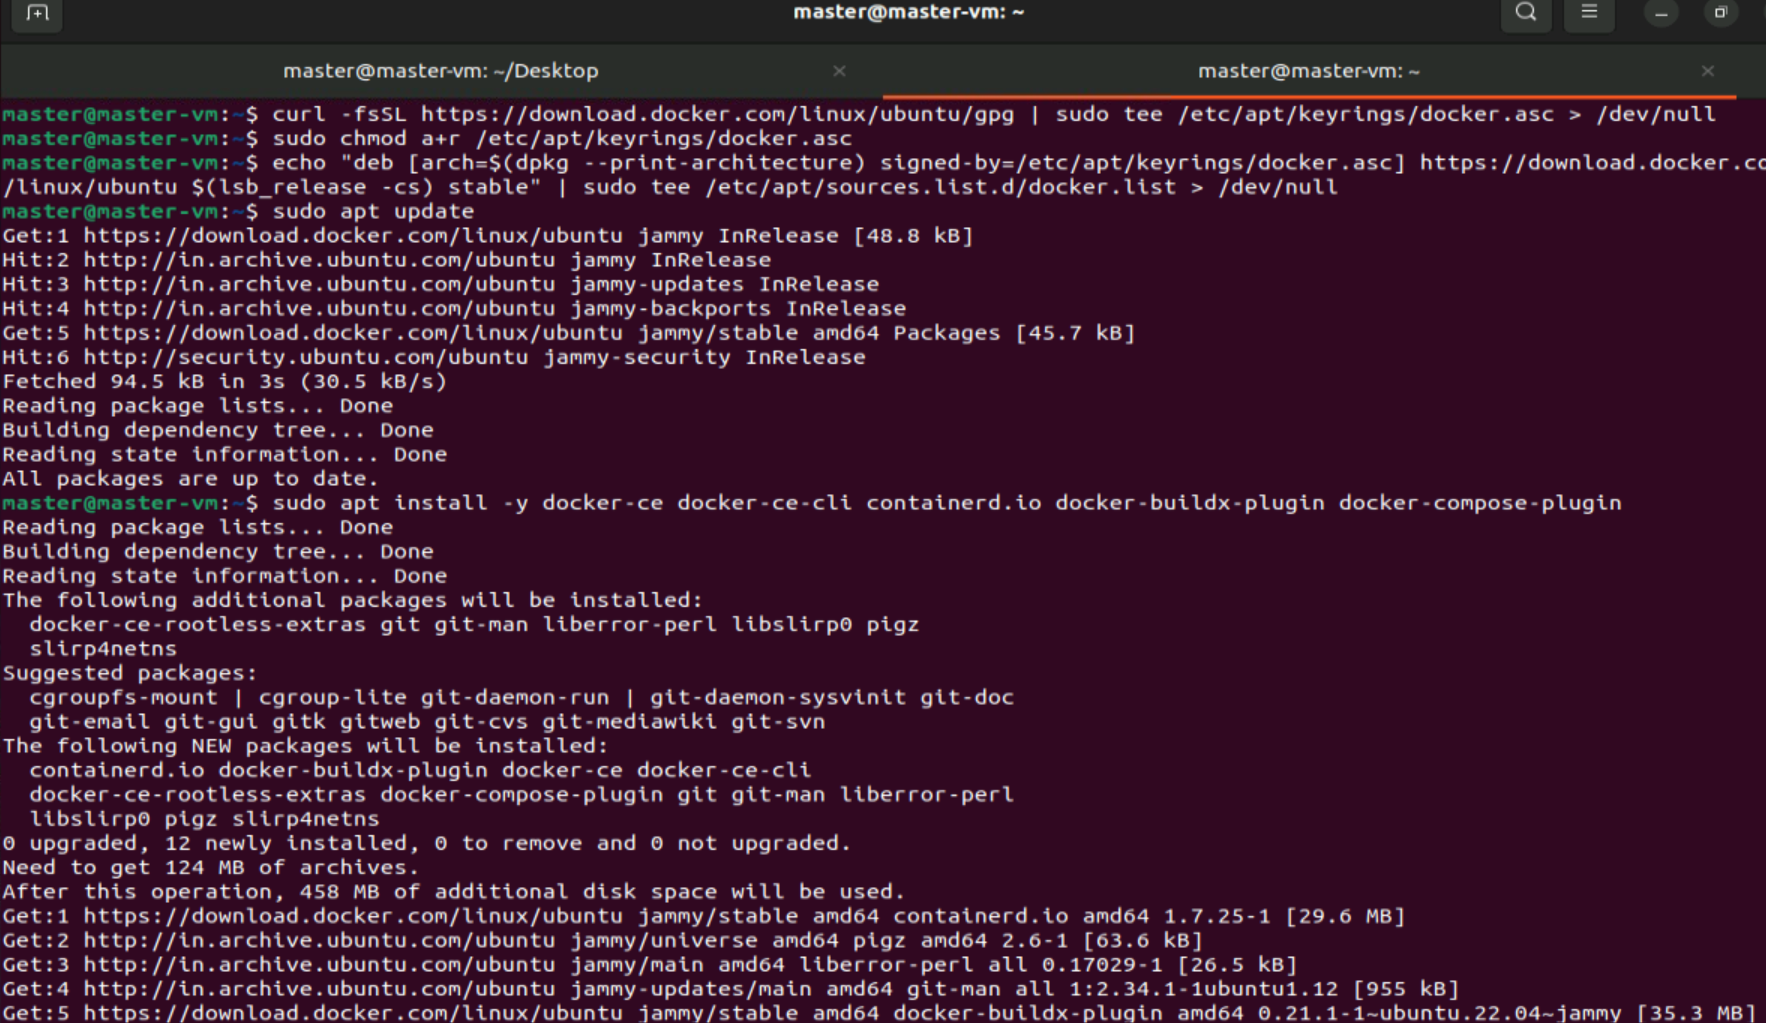 master@master-vm: ~
master@master-vm: ~/Desktop
master@master-vm: ~
master@master-vm:~$ curl -fsSL https://download.docker.com/linux/ubuntu/gpg | sudo tee /etc/apt/keyrings/docker.asc > /dev/null
master@master-vm:~$ sudo chmod a+r /etc/apt/keyrings/docker.asc
master@master-vm:~$ echo "deb [arch=$(dpkg --print-architecture) signed-by=/etc/apt/keyrings/docker.asc] https://download.docker.co
/linux/ubuntu $(lsb_release -cs) stable" | sudo tee /etc/apt/sources.list.d/docker.list > /dev/null
master@master-vm:~$ sudo apt update
Get:1 https://download.docker.com/linux/ubuntu jammy InRelease [48.8 kB]
Hit:2 http://in.archive.ubuntu.com/ubuntu jammy InRelease
Hit:3 http://in.archive.ubuntu.com/ubuntu jammy-updates InRelease
Hit:4 http://in.archive.ubuntu.com/ubuntu jammy-backports InRelease
Get:5 https://download.docker.com/linux/ubuntu jammy/stable amd64 Packages [45.7 kB]
Hit:6 http://security.ubuntu.com/ubuntu jammy-security InRelease
Fetched 94.5 kB in 3s (30.5 kB/s)
Reading package lists... Done
Building dependency tree... Done
Reading state information... Done
All packages are up to date.
master@master-vm:~$ sudo apt install -y docker-ce docker-ce-cli containerd.io docker-buildx-plugin docker-compose-plugin
Reading package lists... Done
Building dependency tree... Done
Reading state information... Done
The following additional packages will be installed:
  docker-ce-rootless-extras git git-man liberror-perl libslirp0 pigz
  slirp4netns
Suggested packages:
  cgroupfs-mount | cgroup-lite git-daemon-run | git-daemon-sysvinit git-doc
  git-email git-gui gitk gitweb git-cvs git-mediawiki git-svn
The following NEW packages will be installed:
  containerd.io docker-buildx-plugin docker-ce docker-ce-cli
  docker-ce-rootless-extras docker-compose-plugin git git-man liberror-perl
  libslirp0 pigz slirp4netns
0 upgraded, 12 newly installed, 0 to remove and 0 not upgraded.
Need to get 124 MB of archives.
After this operation, 458 MB of additional disk space will be used.
Get:1 https://download.docker.com/linux/ubuntu jammy/stable amd64 containerd.io amd64 1.7.25-1 [29.6 MB]
Get:2 http://in.archive.ubuntu.com/ubuntu jammy/universe amd64 pigz amd64 2.6-1 [63.6 kB]
Get:3 http://in.archive.ubuntu.com/ubuntu jammy/main amd64 liberror-perl all 0.17029-1 [26.5 kB]
Get:4 http://in.archive.ubuntu.com/ubuntu jammy-updates/main amd64 git-man all 1:2.34.1-1ubuntu1.12 [955 kB]
Get:5 https://download.docker.com/linux/ubuntu jammy/stable amd64 docker-buildx-plugin amd64 0.21.1-1~ubuntu.22.04~jammy [35.3 MB]